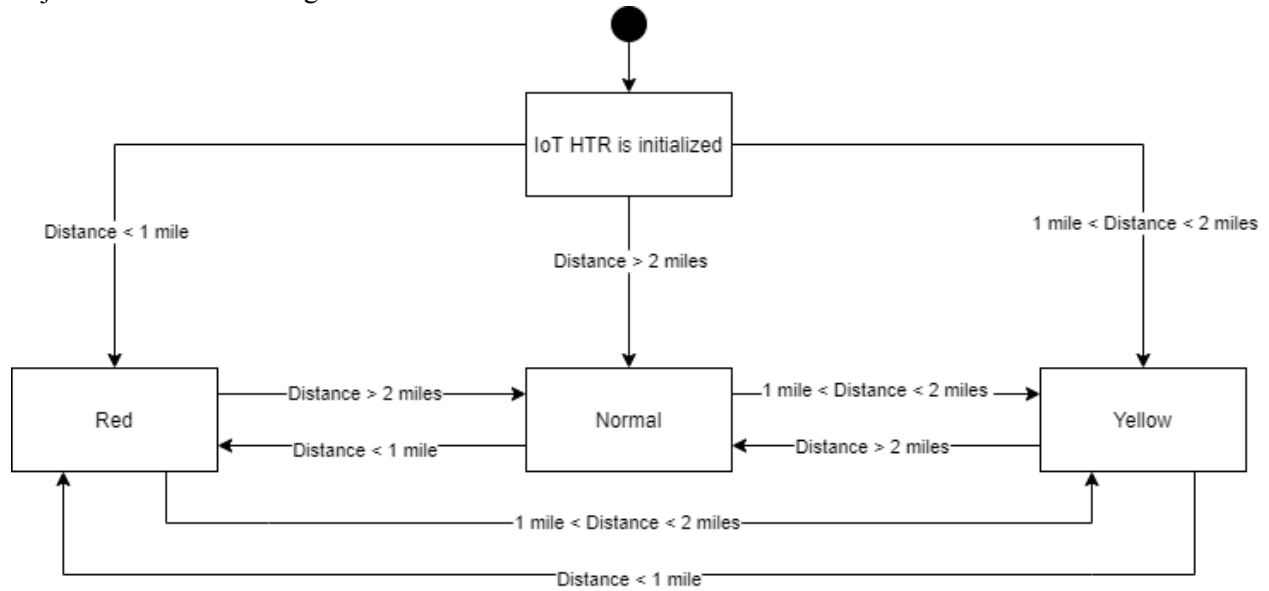 IoT HTR is initialized
Distance < 1 mile
1 mile < Distance < 2 miles
Distance > 2 miles
Red
Distance > 2 miles
Normal
1 mile < Distance < 2 miles
Yellow
Distance < 1 mile
Distance > 2 miles
1 mile < Distance < 2 miles
Distance < 1 mile